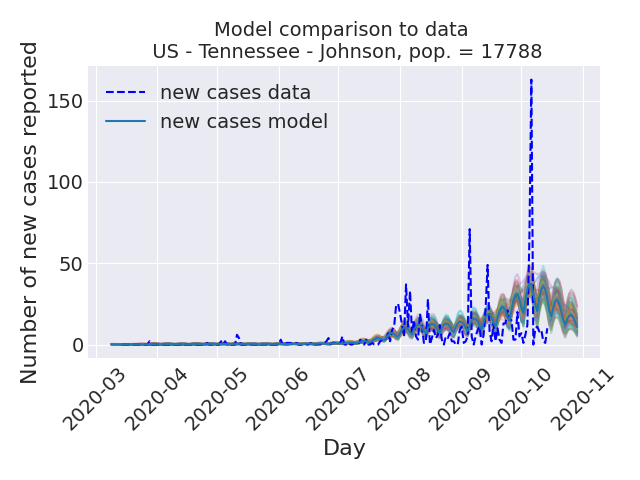 Model comparison to data
US - Tennessee - Johnson, pop. = 17788
Number of new cases reported
new cases data
new cases model
150
100
50
0
2020-03
2020-04
2020-05
2020-06
2020-07
2020-08
2020-09
2020-10
2020-11
Day